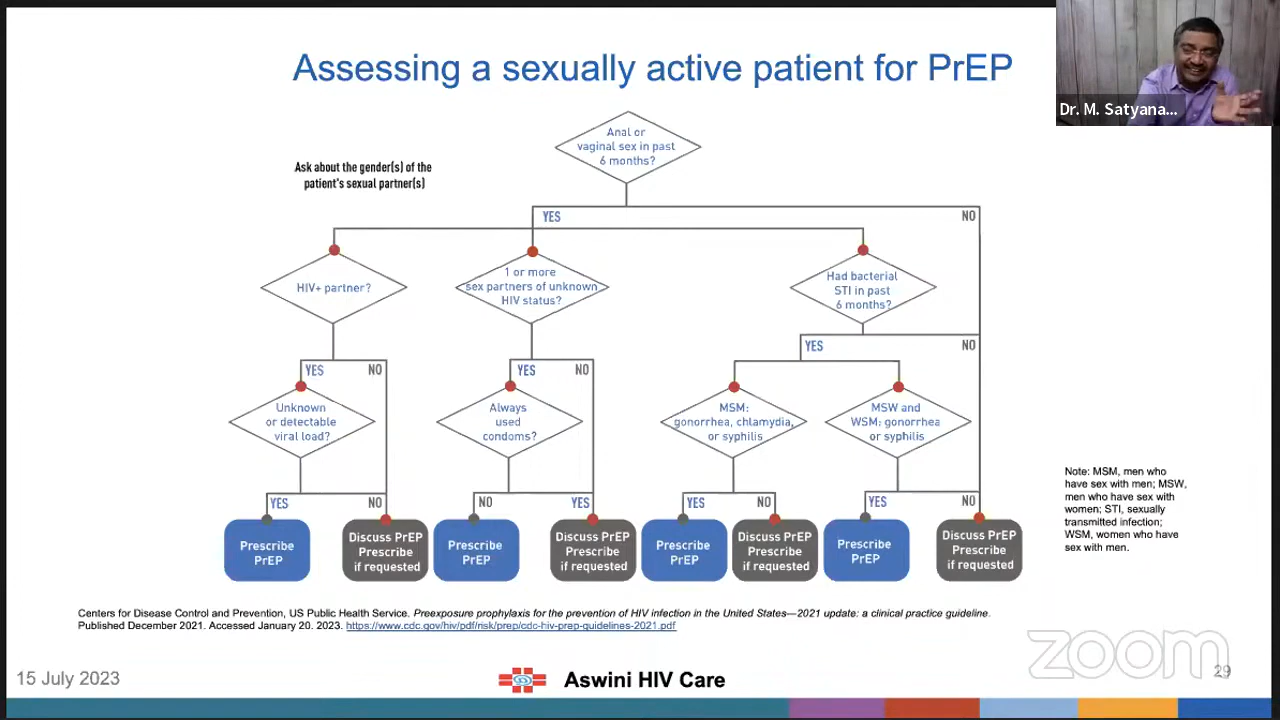 Assessing a sexually active patient for PrEP
Dr. M. Satyana...
Anal or
vaginal sex in past
6 months?
Ask about the gender(s) of the
patient's sexual partner(s)
YES
NO
HIV+ partner?
1 or more
sex partners of unknown
HIV status?
Had bacterial
STI in past
6 months?
YES
NO
YES
NO
YES
NO
Unknown
or detectable
viral load?
Always
used
condoms?
MSM:
gonorrhea, chlamydia,
or syphilis
MSW and
WSM: gonorrhea
or syphilis
YES
NO
NO
YES
YES
NO
YES
NO
Prescribe
PrEP
Discuss PrEP
Prescribe
if requested
Prescribe
PrEP
Discuss PrEP
Prescribe
if requested
Prescribe
PrEP
Discuss PrEP
Prescribe
if requested
Prescribe
PrEP
Discuss PrEP
Prescribe
if requested
Note: MSM, men who
have sex with men; MSW,
men who have sex with
women; STI, sexually
transmitted infection;
WSM, women who have
sex with men.
Centers for Disease Control and Prevention, US Public Health Service. Preexposure prophylaxis for the prevention of HIV infection in the United States—2021 update: a clinical practice guideline.
Published December 2021. Accessed January 20. 2023. https://www.cdc.gov/hiv/pdf/risk/prep/cdc-hiv-prep-guidelines-2021.pdf
zoom
15 July 2023
Aswini HIV Care
29